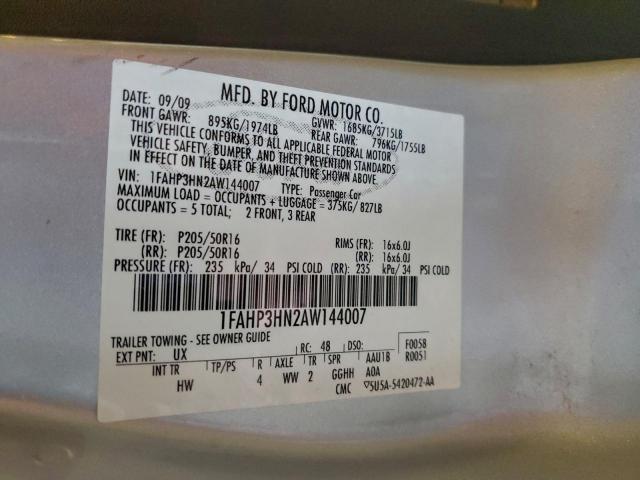 MFD. BY FORD MOTOR CO.
DATE: 09/09 GVWR: 1685KG/3715LB
FRONT GAWR: 895KG/1974LB REAR GAWR: 796KG/1755LB
THIS VEHICLE CONFORMS TO ALL APPLICABLE FEDERAL MOTOR
VEHICLE SAFETY, BUMPER, AND THEFT PREVENTION STANDARDS
IN EFFECT ON THE DATE OF MANUFACTURE SHOWN ABOVE.
VIN: 1FAHP3HN2AW144007 TYPE: Passenger Car
MAXIMUM LOAD = OCCUPANTS + LUGGAGE = 375KG/ 827LB
OCCUPANTS = 5 TOTAL; 2 FRONT, 3 REAR
TIRE (FR): P205/50R16 RIMS (FR): 16x6.0J
(RR): P205/50R16 (RR): 16x6.0J
PRESSURE (FR): 235 kPa/ 34 PSI COLD (RR): 235 kPa/ 34 PSI COLD
1FAHP3HN2AW144007
TRAILER TOWING - SEE OWNER GUIDE
EXT PNT: UX RC: 48 DSO: F0058
INT TR TP/PS R AXLE TR SPR AAU1B R0051
HW 4 WW 2 GGHH A0A
CMC 5U5A-5420472-AA